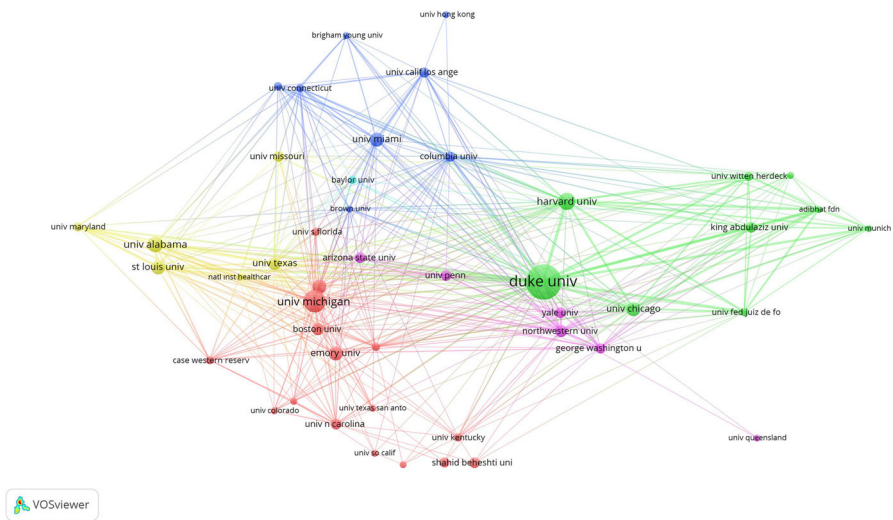 univ hong kong
brigham young univ
univ calif los ange
univ connecticut
univ miami
univ missouri
columbia univ
baylor univ
univ witten herdeck
harvard univ
brown univ
adibhat fdn
univ maryland
king abdulaziz univ
univ munich
univ s florida
univ alabama
arizona state univ
univ texas
st louis univ
natl inst healthcar
univ penn
duke univ
univ michigan
univ chicago
yale univ
univ fed juiz de fo
boston univ
northwestern univ
george washington u
emory univ
case western reserv
univ colorado
univ texas san anto
univ n carolina
univ kentucky
univ queensland
univ so calif
shahid beheshti uni
VOSviewer